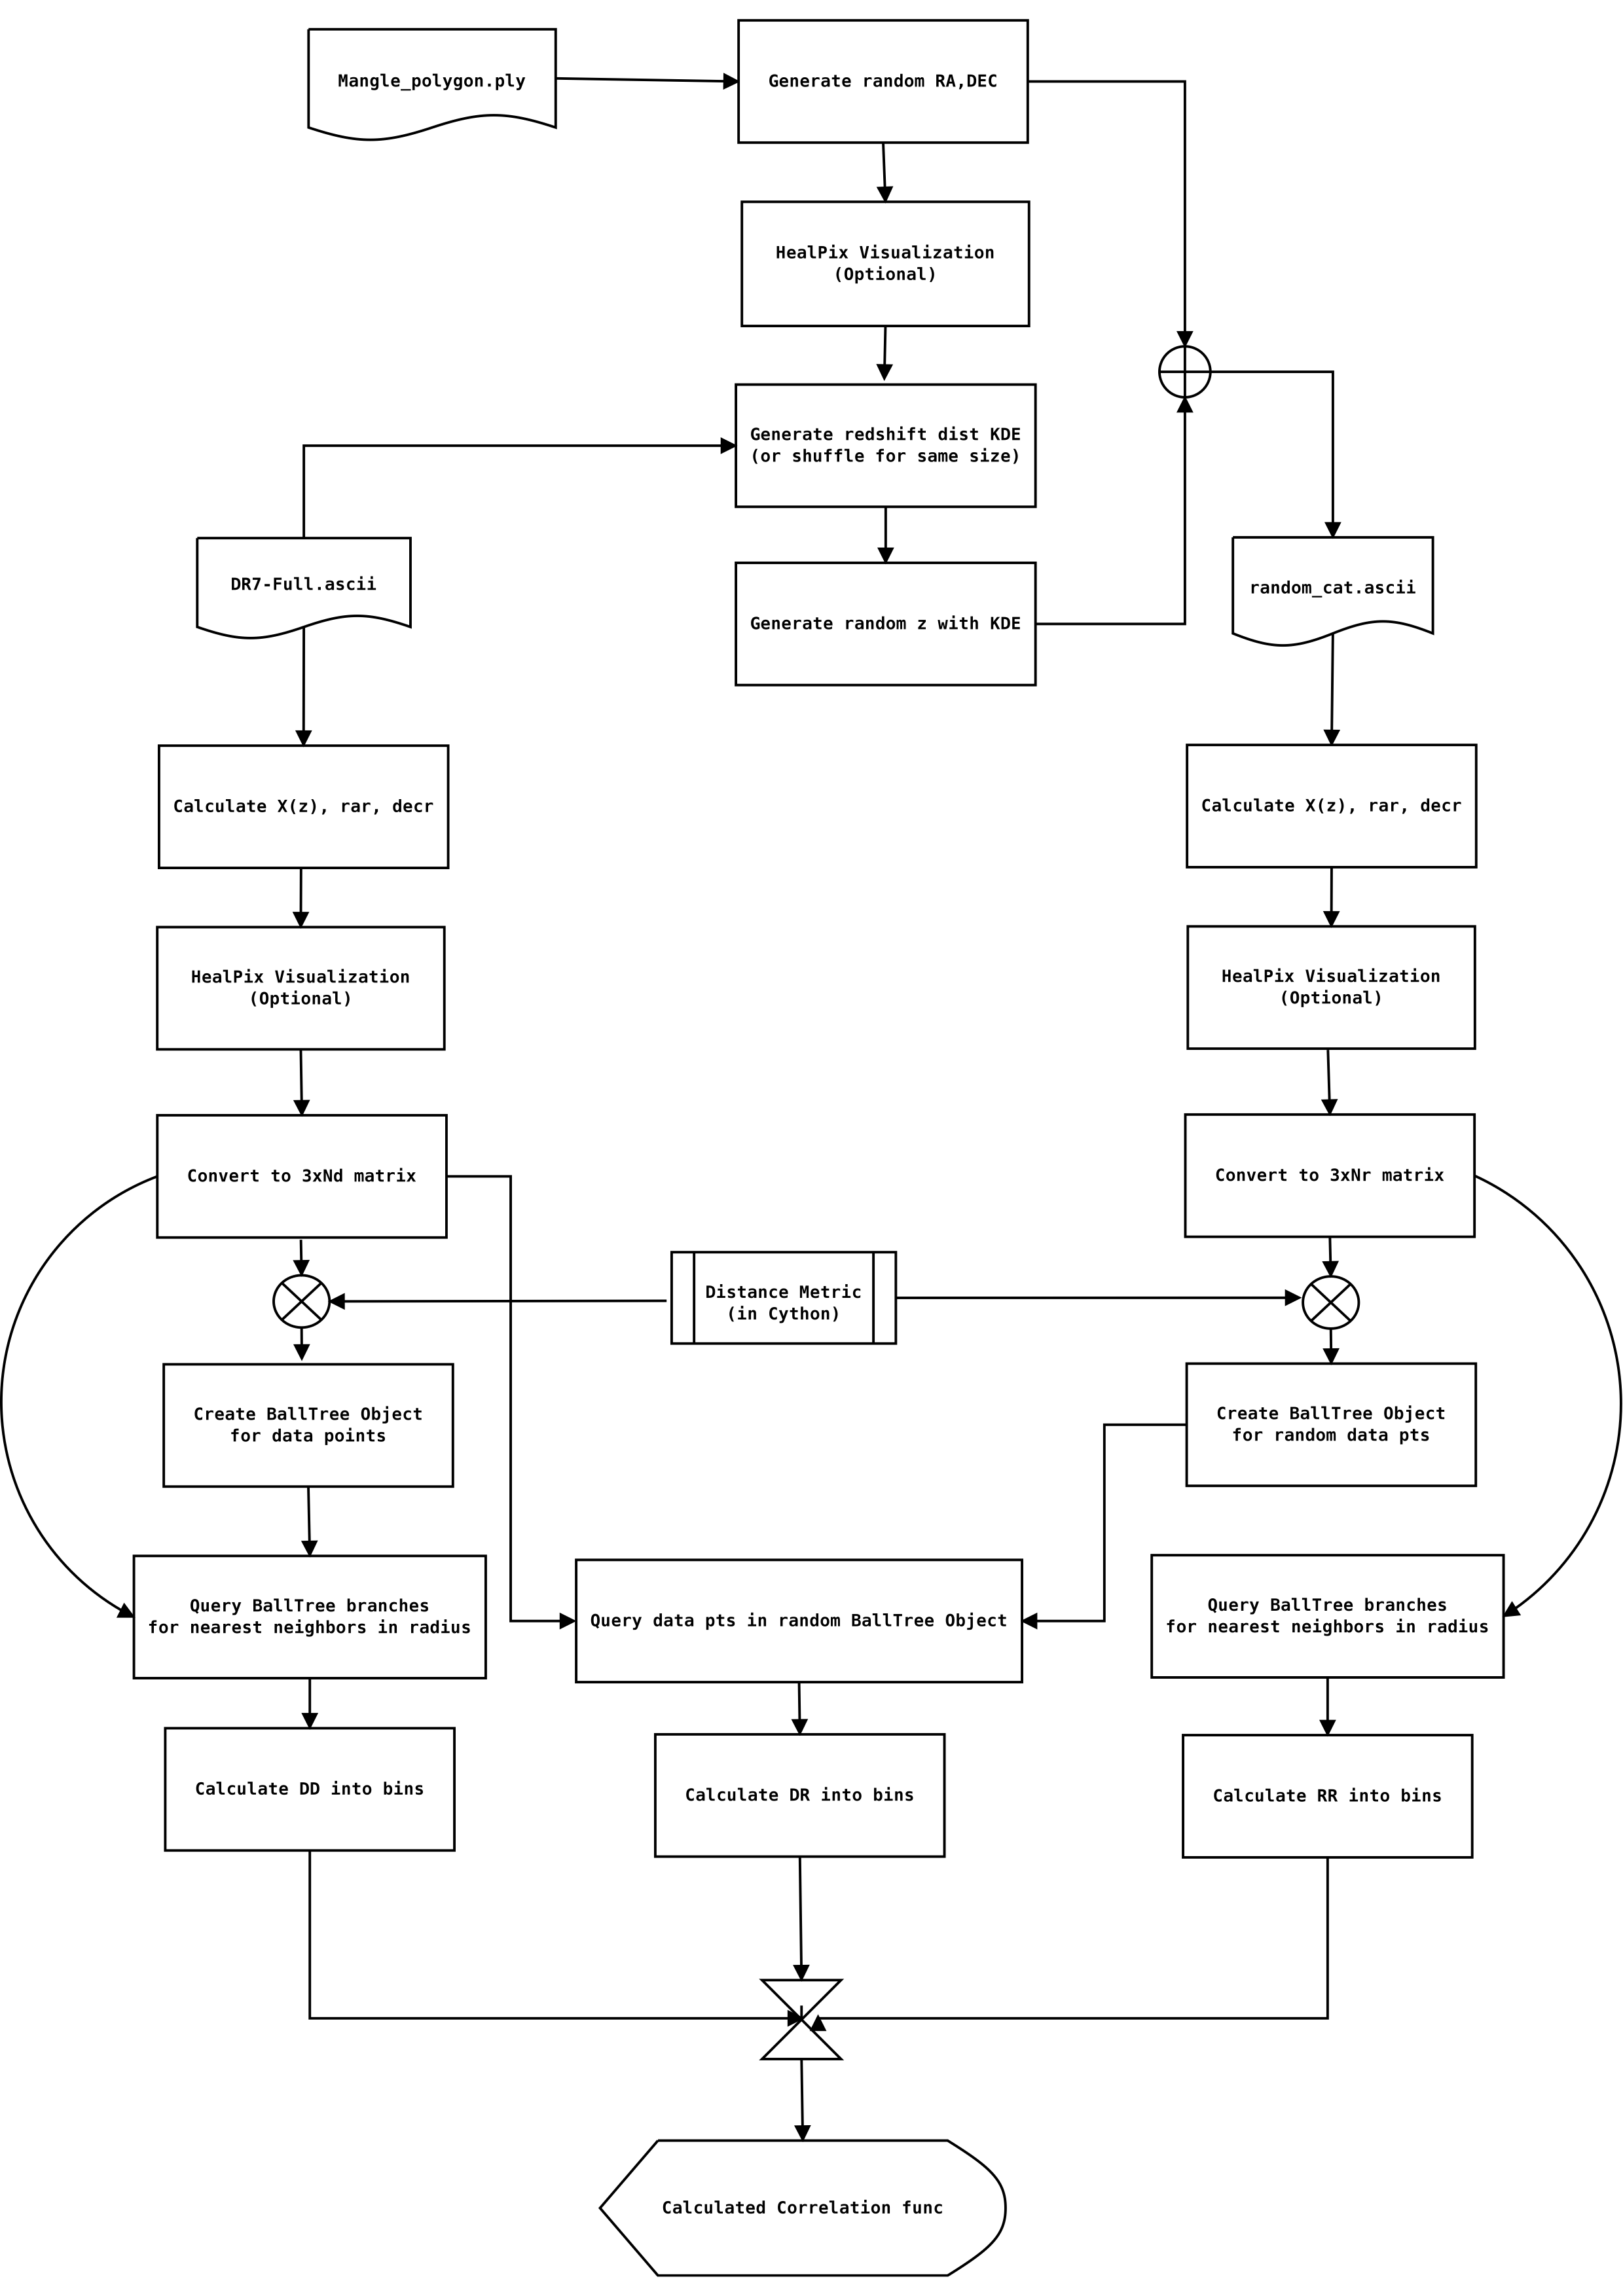 Mangle_polygon.ply
Generate random RA,DEC
HealPix Visualization
(Optional)
Generate redshift dist KDE
(or shuffle for same size)
DR7-Full.ascii
random_cat.ascii
Generate random z with KDE
Calculate X(z), rar, decr
Calculate X(z), rar, decr
HealPix Visualization
(Optional)
HealPix Visualization
(Optional)
Convert to 3xNd matrix
Convert to 3xNr matrix
Distance Metric
(in Cython)
Create BallTree Object
for data points
Create BallTree Object
for random data pts
Query BallTree branches
for nearest neighbors in radius
Query data pts in random BallTree Object
Query BallTree branches
for nearest neighbors in radius
Calculate DD into bins
Calculate DR into bins
Calculate RR into bins
Calculated Correlation func